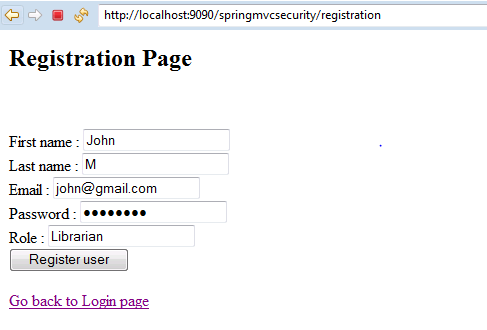 http://localhost:9090/springmvcsecurity/registration
Registration Page
First name : John
Last name : M
Email : john@gmail.com
Password : ●●●●●●●●
Role : Librarian
Register user
Go back to Login page